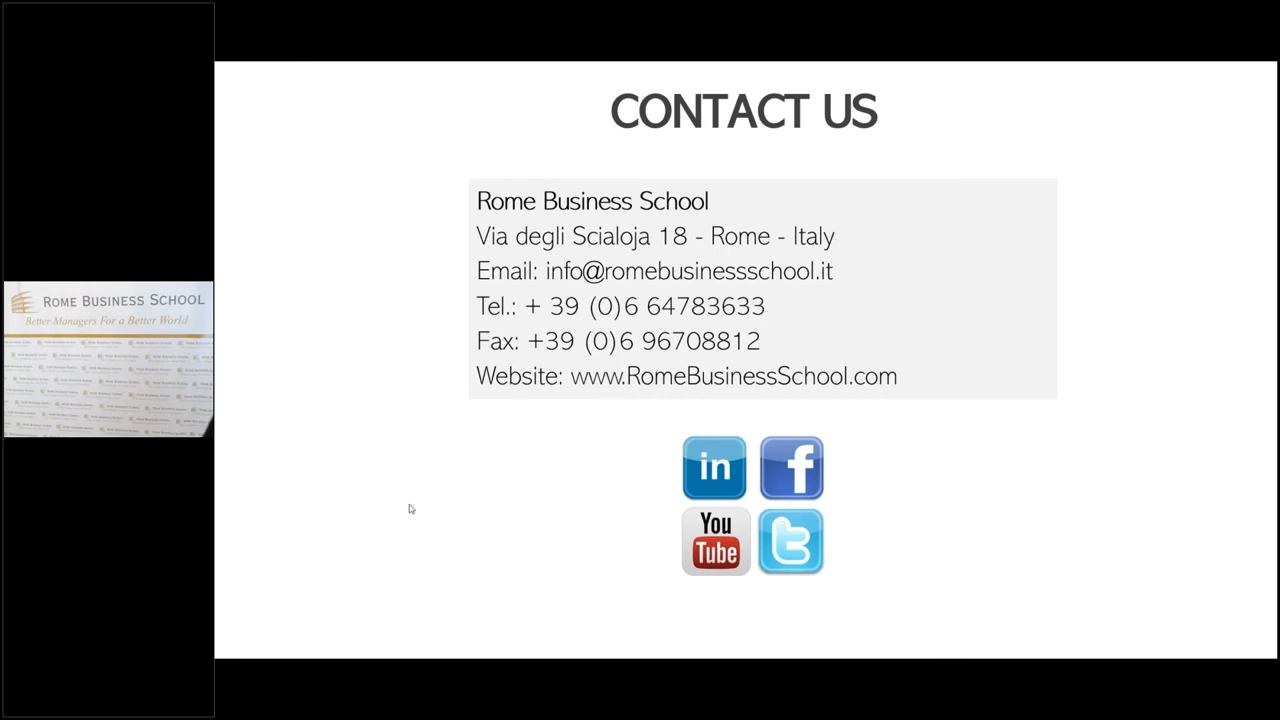 CONTACT US
Rome Business School
Via degli Scialoja 18 - Rome - Italy
Email: info@romebusinessschool.it
Tel.: + 39 (0)6 64783633
Fax: +39 (0)6 96708812
Website: www.RomeBusinessSchool.com
in
f
You
Tube
t
ROME BUSINESS SCHOOL
Better Managers For a Better World